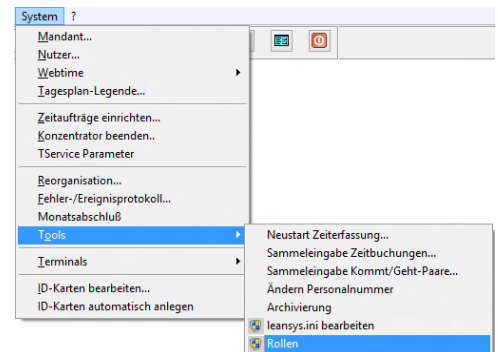 System ?
Mandant...
Nutzer...
Webtime
Tagesplan-Legende...
Zeitaufträge einrichten...
Konzentrator beenden..
TService Parameter
Reorganisation...
Fehler-/Ereignisprotokoll...
Monatsabschluß
Tools
Terminals
ID-Karten bearbeiten...
ID-Karten automatisch anlegen
Neustart Zeiterfassung...
Sammeleingabe Zeitbuchungen...
Sammeleingabe Kommt/Geht-Paare...
Ändern Personalnummer
Archivierung
leansys.ini bearbeiten
Rollen